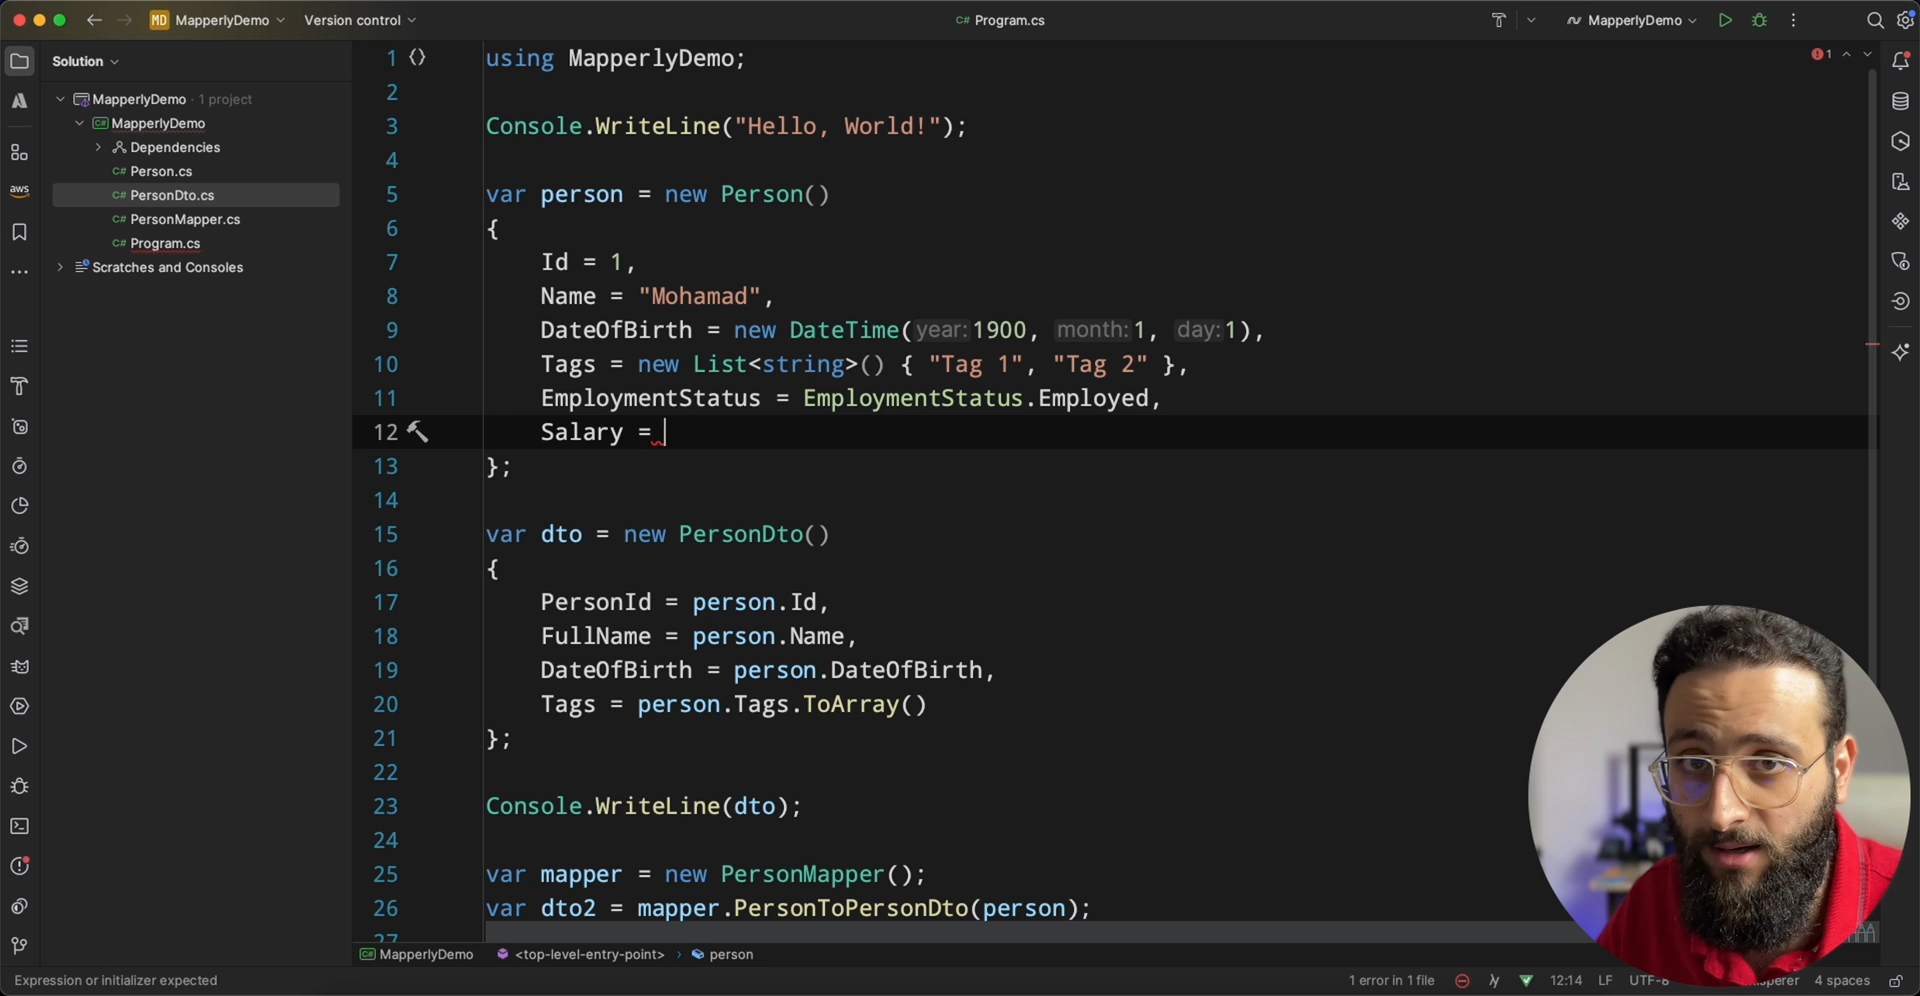 MD MapperlyDemo Version control C# Program.cs MapperlyDemo
Solution
MapperlyDemo · 1 project
C# MapperlyDemo
Dependencies
C# Person.cs
C# PersonDto.cs
C# PersonMapper.cs
C# Program.cs
Scratches and Consoles
aws
1 using MapperlyDemo;
2
3 Console.WriteLine("Hello, World!");
4
5 var person = new Person()
6 {
7 Id = 1,
8 Name = "Mohamad",
9 DateOfBirth = new DateTime(year:1900, month:1, day:1),
10 Tags = new List<string>() { "Tag 1", "Tag 2" },
11 EmploymentStatus = EmploymentStatus.Employed,
12 Salary =
13 };
14
15 var dto = new PersonDto()
16 {
17 PersonId = person.Id,
18 FullName = person.Name,
19 DateOfBirth = person.DateOfBirth,
20 Tags = person.Tags.ToArray()
21 };
22
23 Console.WriteLine(dto);
24
25 var mapper = new PersonMapper();
26 var dto2 = mapper.PersonToPersonDto(person);
27
1
C# MapperlyDemo <top-level-entry-point> › person
Expression or initializer expected 1 error in 1 file 12:14 LF UTF-8 4 spaces